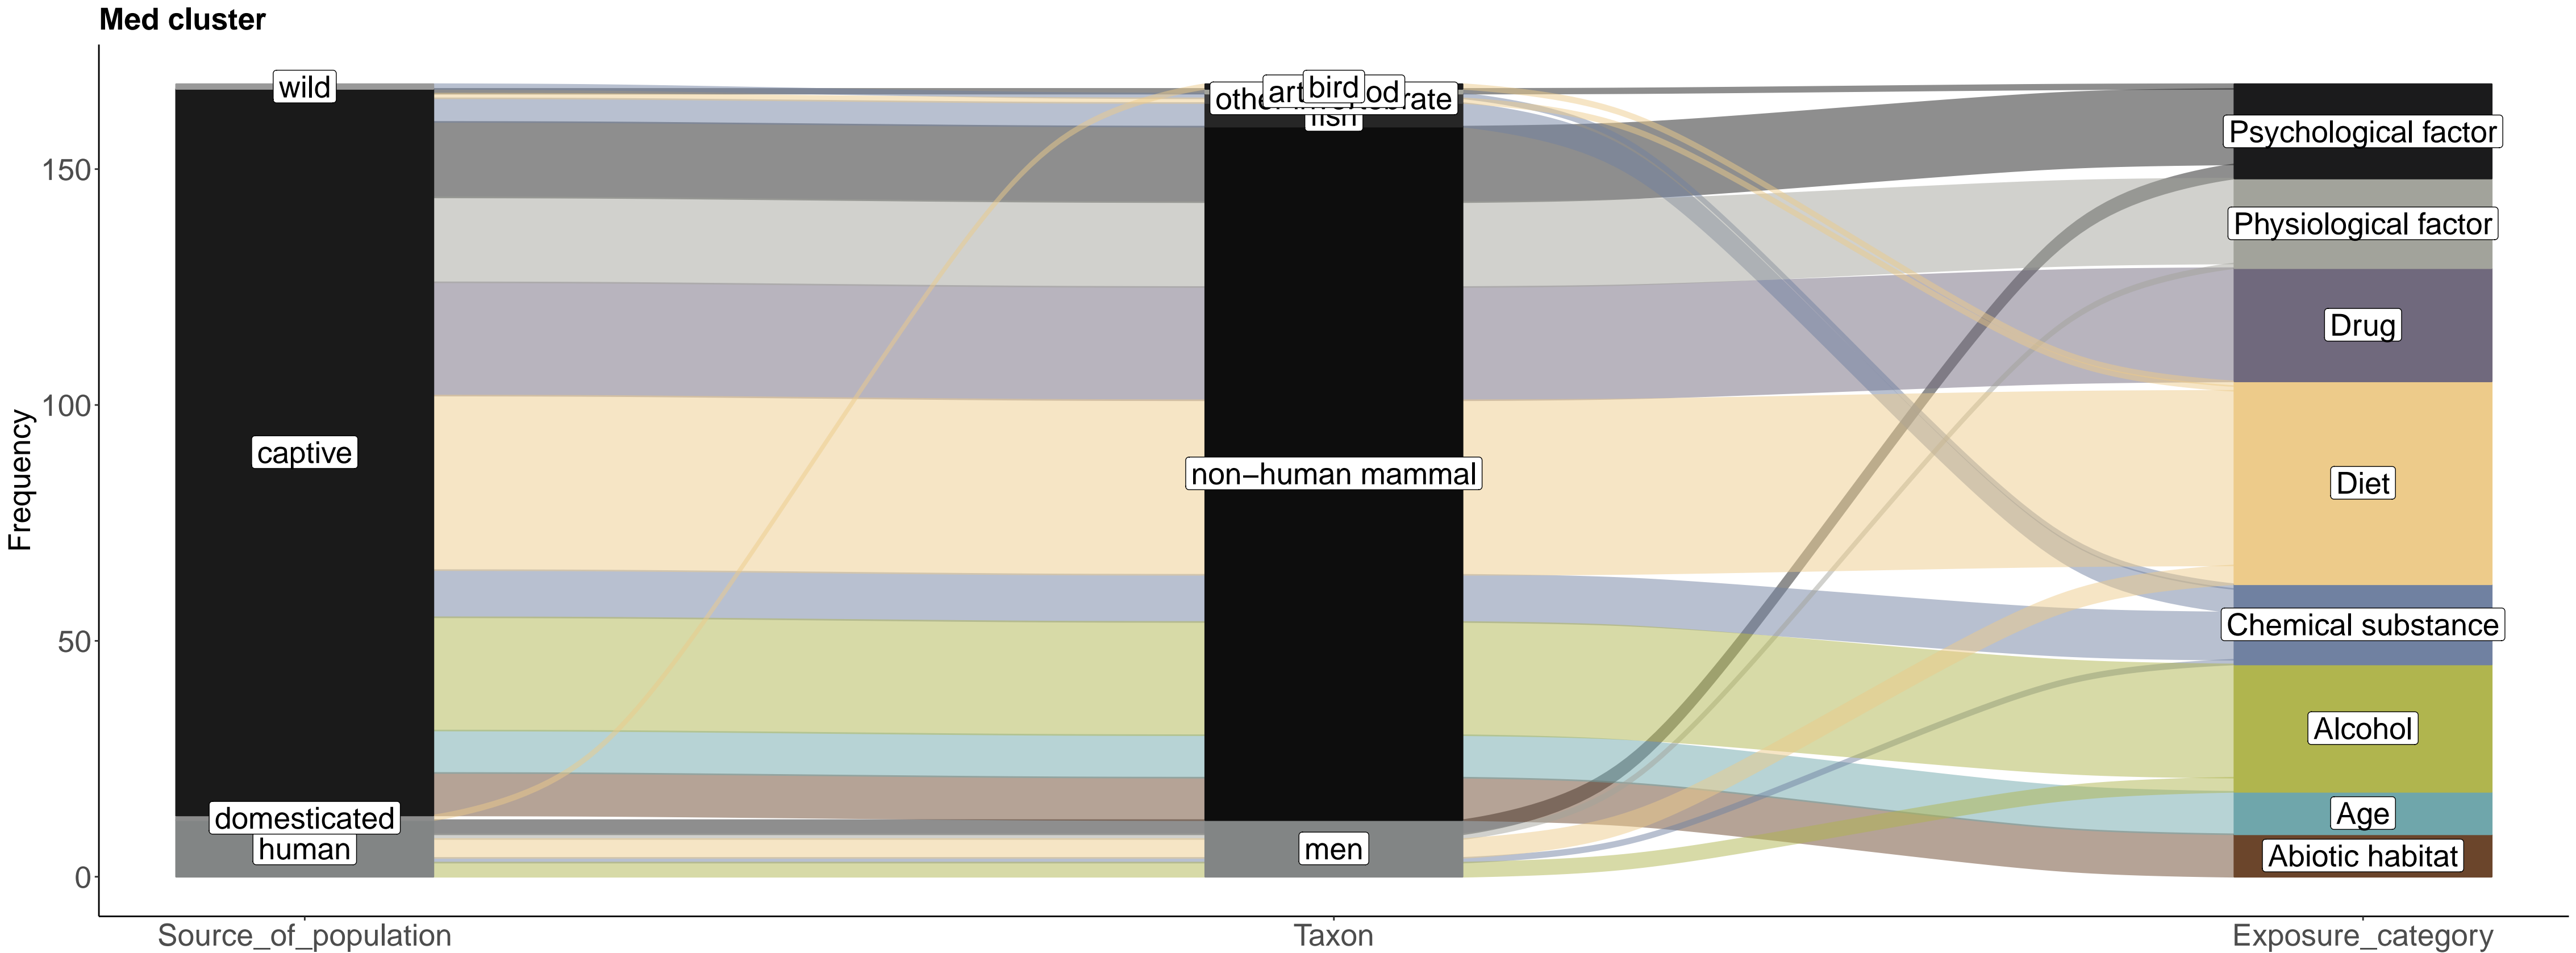 Med cluster
Frequency
150
100
50
0
wild
captive
domesticated
human
bird
fish
non−human mammal
men
Psychological factor
Physiological factor
Drug
Diet
Chemical substance
Alcohol
Age
Abiotic habitat
Source_of_population
Taxon
Exposure_category